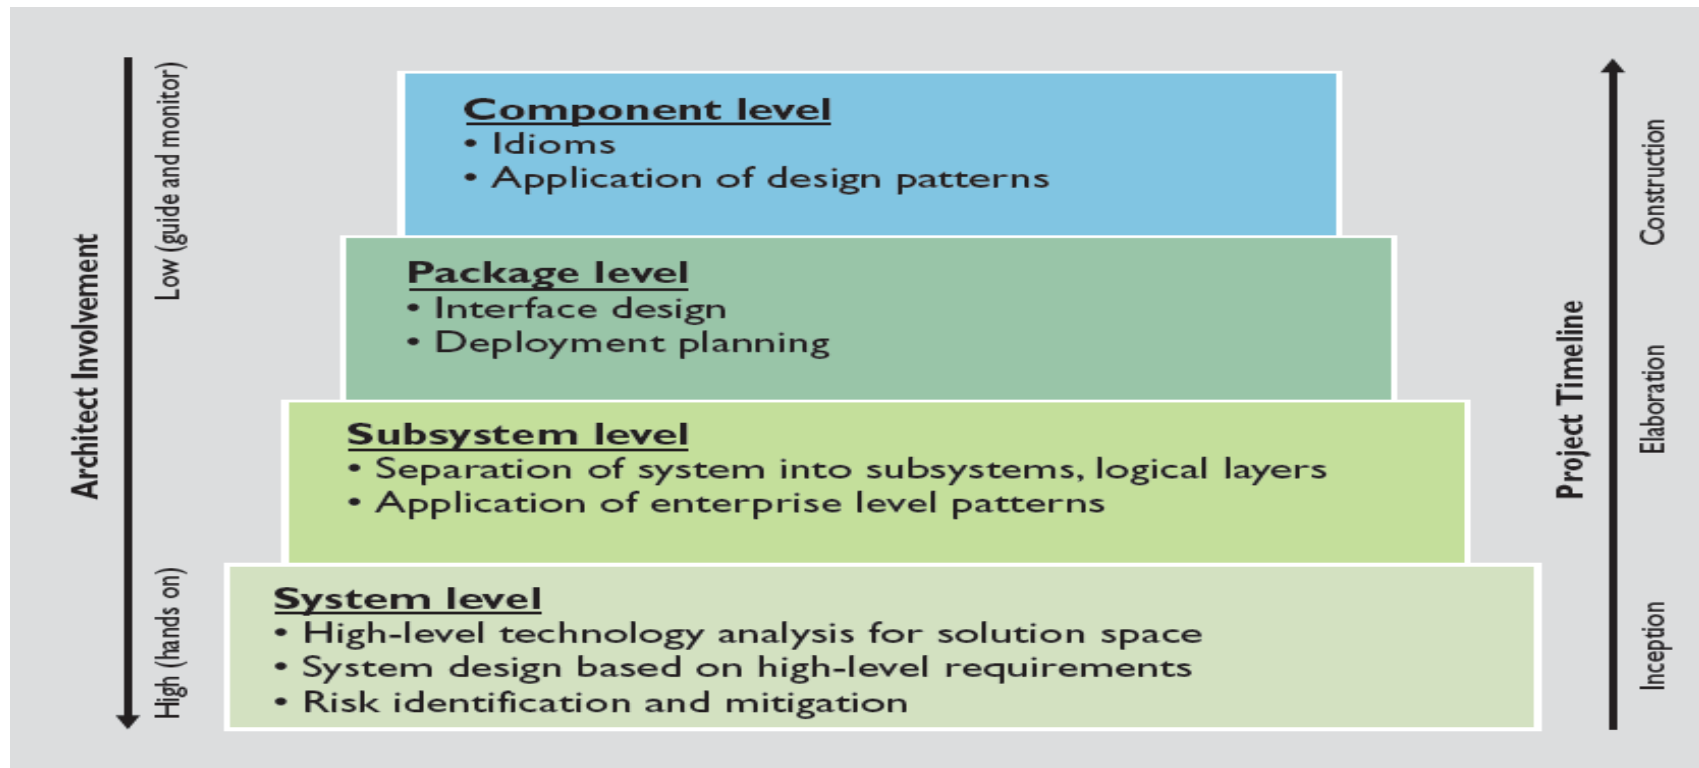 Architect Involvement
Low (guide and monitor)
High (hands on)
Component level
• Idioms
• Application of design patterns
Package level
• Interface design
• Deployment planning
Subsystem level
• Separation of system into subsystems, logical layers
• Application of enterprise level patterns
System level
• High-level technology analysis for solution space
• System design based on high-level requirements
• Risk identification and mitigation
Project Timeline
Construction
Elaboration
Inception